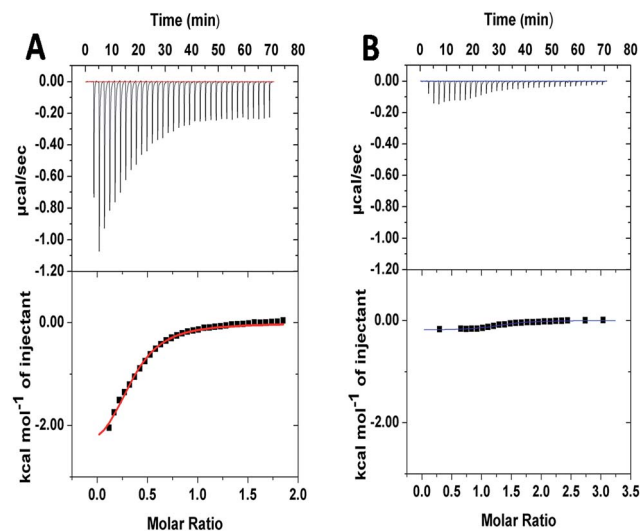 A
Time (min)
0 10 20 30 40 50 60 70 80
0.00
-0.20
-0.40
-0.60
-0.80
-1.00
-1.20
µcal/sec
0.00
-2.00
kcal mol⁻¹ of injectant
0.0 0.5 1.0 1.5 2.0
Molar Ratio
B
Time (min)
0 10 20 30 40 50 60 70 80
0.00
-0.20
-0.40
-0.60
-0.80
-1.00
-1.20
µcal/sec
0.00
-2.00
kcal mol⁻¹ of injectant
0.0 0.5 1.0 1.5 2.0 2.5 3.0 3.5
Molar Ratio